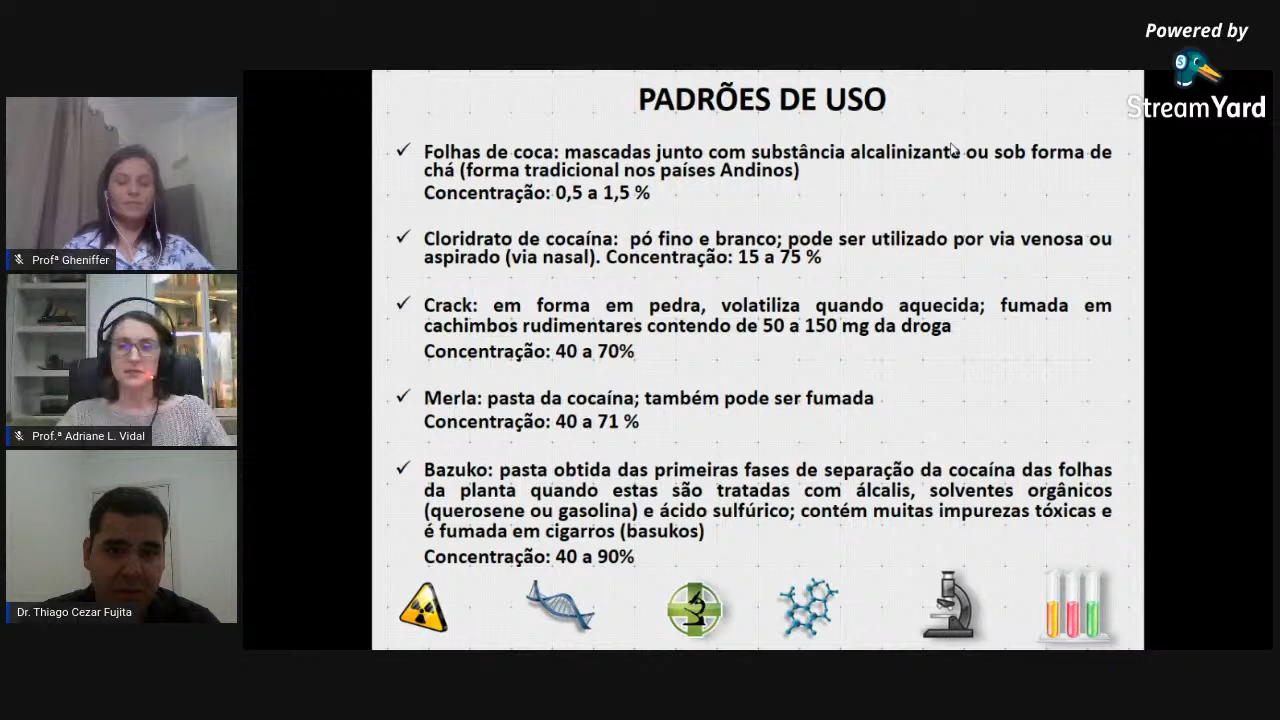 Powered by
StreamYard
PADRÕES DE USO
✓ Folhas de coca: mascadas junto com substância alcalinizante ou sob forma de
chá (forma tradicional nos países Andinos)
Concentração: 0,5 a 1,5 %
✓ Cloridrato de cocaína: pó fino e branco; pode ser utilizado por via venosa ou
aspirado (via nasal). Concentração: 15 a 75 %
✓ Crack: em forma em pedra, volatiliza quando aquecida; fumada em
cachimbos rudimentares contendo de 50 a 150 mg da droga
Concentração: 40 a 70%
✓ Merla: pasta da cocaína; também pode ser fumada
Concentração: 40 a 71 %
✓ Bazuko: pasta obtida das primeiras fases de separação da cocaína das folhas
da planta quando estas são tratadas com álcalis, solventes orgânicos
(querosene ou gasolina) e ácido sulfúrico; contém muitas impurezas tóxicas e
é fumada em cigarros (basukos)
Concentração: 40 a 90%
Profª Gheniffer
Prof.ª Adriane L. Vidal
Dr. Thiago Cezar Fujita